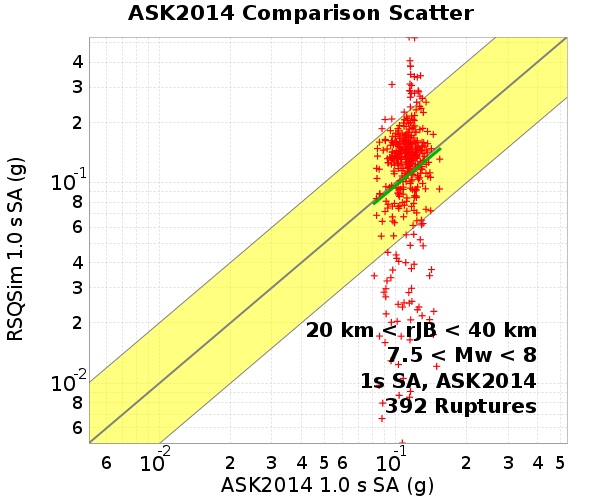 ASK2014 Comparison Scatter
RSQSim 1.0 s SA (g)
4
3
2
10-1
8
6
4
3
2
10-2
8
6
20 km < rJB < 40 km
7.5 < Mw < 8
1s SA, ASK2014
392 Ruptures
6 10-2 2 3 4 5 6 10-1 2 3 4 5
ASK2014 1.0 s SA (g)